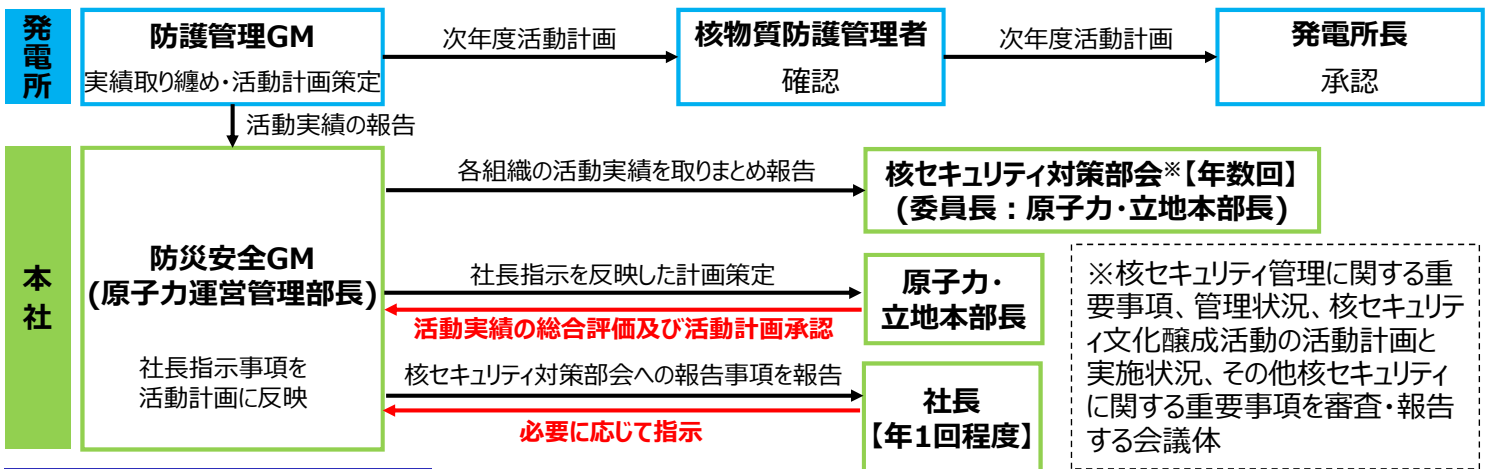 発電所
防護管理GM
実績取り纏め・活動計画策定
次年度活動計画
核物質防護管理者
確認
次年度活動計画
発電所長
承認
活動実績の報告
本社
防災安全GM
(原子力運営管理部長)
社長指示事項を
活動計画に反映
各組織の活動実績を取りまとめ報告
核セキュリティ対策部会※【年数回】
(委員長：原子力・立地本部長)
社長指示を反映した計画策定
活動実績の総合評価及び活動計画承認
原子力・
立地本部長
核セキュリティ対策部会への報告事項を報告
必要に応じて指示
社長
【年1回程度】
※核セキュリティ管理に関する重
要事項、管理状況、核セキュリテ
ィ文化醸成活動の活動計画と
実施状況、その他核セキュリティ
に関する重要事項を審査・報告
する会議体